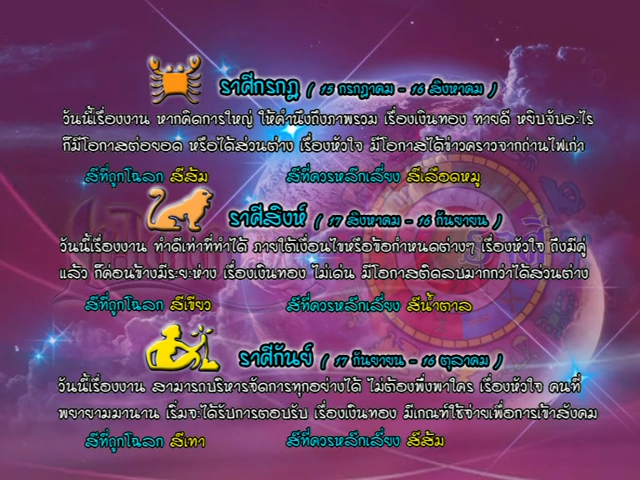 ราศีกรกฎ ( 15 กรกฎาคม - 16 สิงหาคม )
วันนี้เรื่องงาน หากคิดการใหญ่ ให้คำนึงถึงภาพรวม เรื่องเงินทอง ทายดี หยิบจับอะไร
ก็มีโอกาสต่อยอด หรือได้ส่วนต่าง เรื่องหัวใจ มีโอกาสได้ข่าวคราวจากถ่านไฟเก่า
สีที่ถูกโฉลก สีส้ม สีที่ควรหลีกเลี่ยง สีเลือดหมู
ราศีสิงห์ ( 17 สิงหาคม - 16 กันยายน )
วันนี้เรื่องงาน ทำดีเท่าที่ทำได้ ภายใต้เงื่อนไขหรือข้อกำหนดต่างๆ เรื่องหัวใจ ถึงมีคู่
แล้ว ก็ค่อนข้างมีระยะห่าง เรื่องเงินทอง ไม่เด่น มีโอกาสติดลบมากกว่าได้ส่วนต่าง
สีที่ถูกโฉลก สีเขียว สีที่ควรหลีกเลี่ยง สีน้ำตาล
ราศีกันย์ ( 17 กันยายน - 16 ตุลาคม )
วันนี้เรื่องงาน สามารถบริหารจัดการทุกอย่างได้ ไม่ต้องพึ่งพาใคร เรื่องหัวใจ คนที่
พยายามมานาน เริ่มจะได้รับการตอบรับ เรื่องเงินทอง มีเกณฑ์ใช้จ่ายเพื่อการเข้าสังคม
สีที่ถูกโฉลก สีเทา สีที่ควรหลีกเลี่ยง สีส้ม